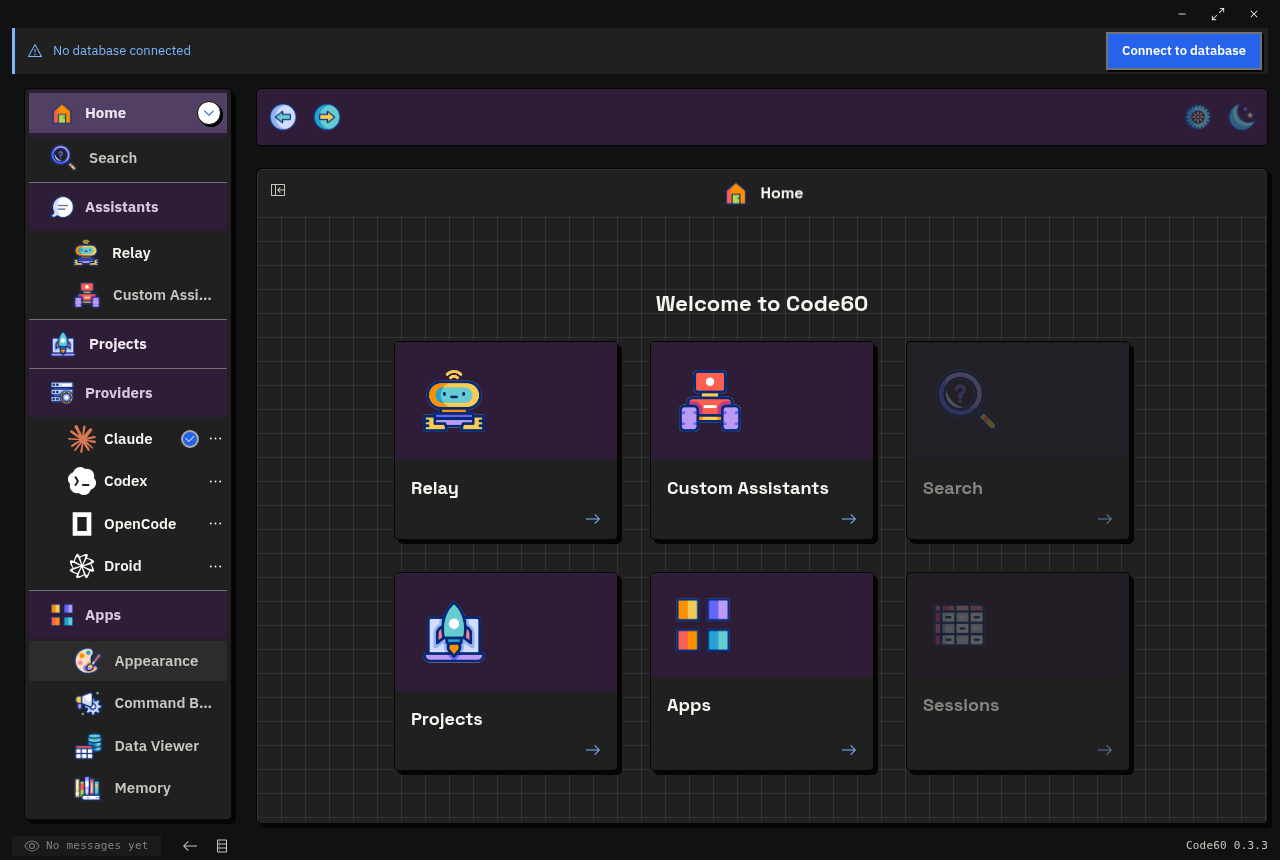 No database connected
Connect to database
Home
Search
Assistants
Relay
Custom Assi...
Projects
Providers
Claude
Codex
OpenCode
Droid
Apps
Appearance
Command B...
Data Viewer
Memory
Home
Welcome to Code60
Relay
Custom Assistants
Search
Projects
Apps
Sessions
No messages yet
Code60 0.3.3